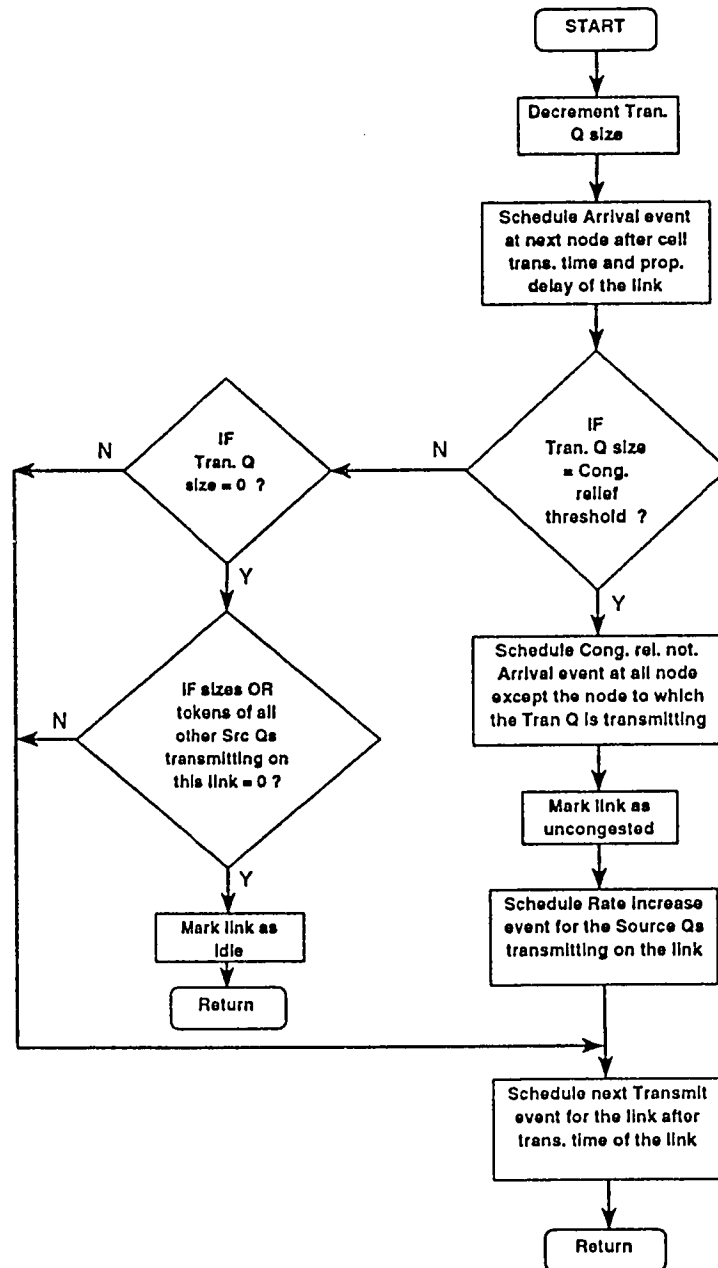 START
Decrement Tran.
Q size
Schedule Arrival event
at next node after cell
trans. time and prop.
delay of the link
IF
Tran. Q size
= Cong.
relief
threshold ?
N
Y
IF
Tran. Q
size = 0 ?
N
Y
IF sizes OR
tokens of all
other Src Qs
transmitting on
this link = 0 ?
N
Y
Mark link as
Idle
Return
Schedule Cong. rel. not.
Arrival event at all node
except the node to which
the Tran Q is transmitting
Mark link as
uncongested
Schedule Rate Increase
event for the Source Qs
transmitting on the link
Schedule next Transmit
event for the link after
trans. time of the link
Return